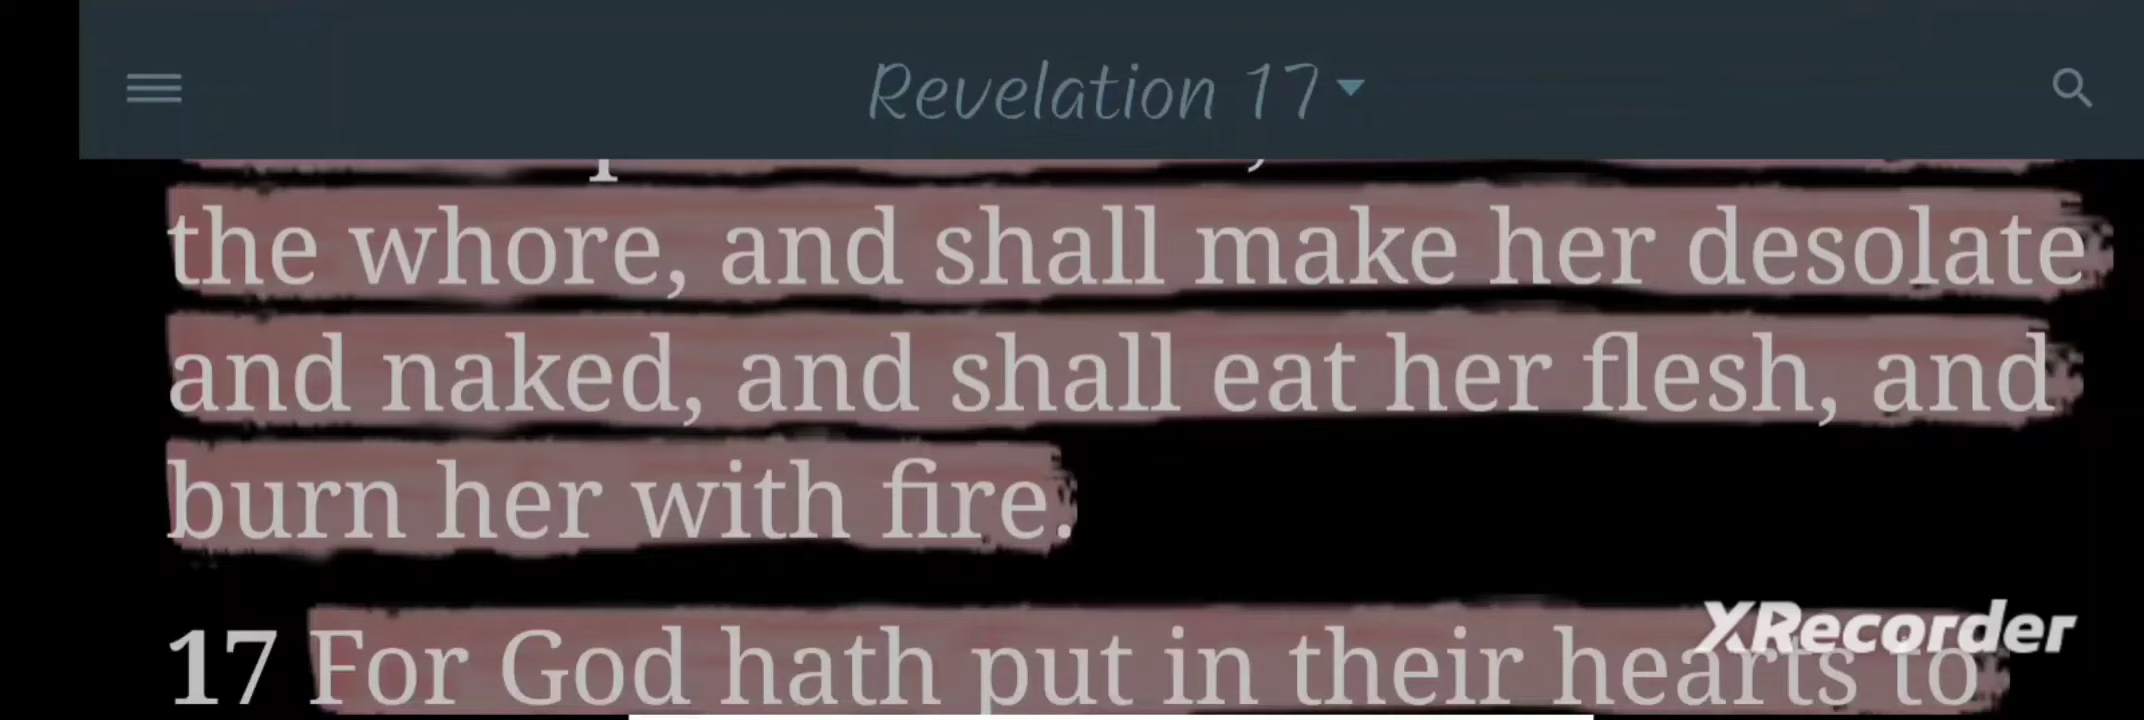 Revelation 17
the whore, and shall make her desolate
and naked, and shall eat her flesh, and
burn her with fire.
XRecorder
17 For God hath put in their hearts to